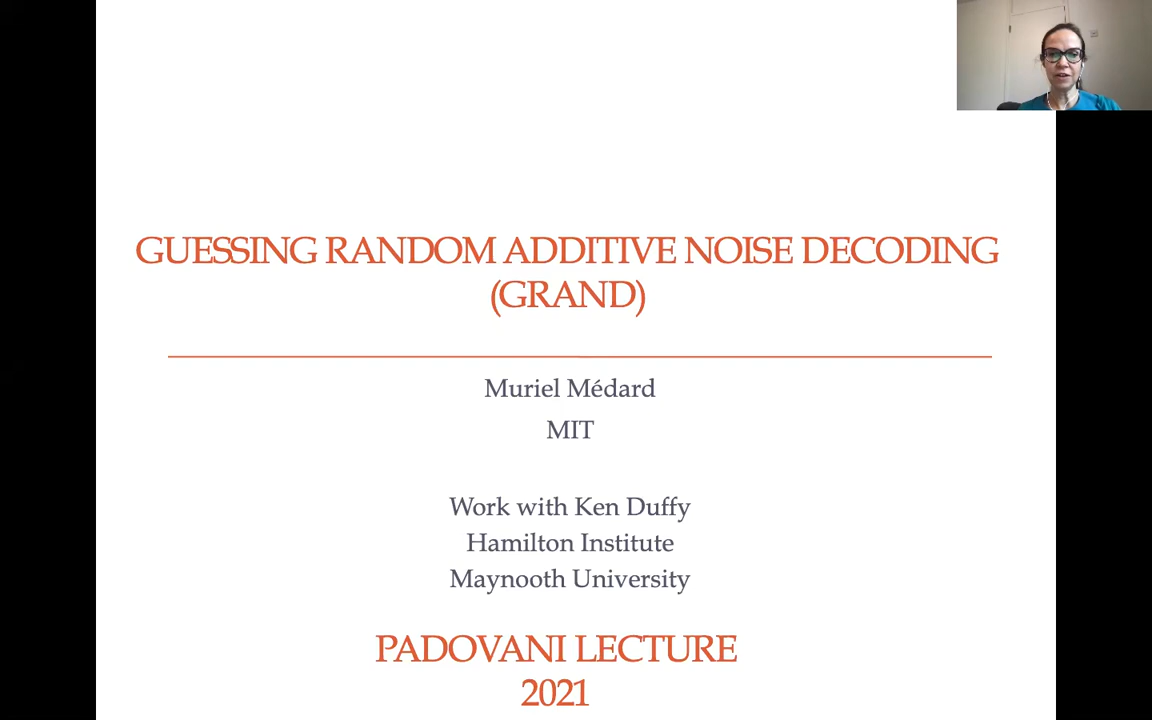 GUESSING RANDOM ADDITIVE NOISE DECODING
(GRAND)
Muriel Médard
MIT
Work with Ken Duffy
Hamilton Institute
Maynooth University
PADOVANI LECTURE
2021